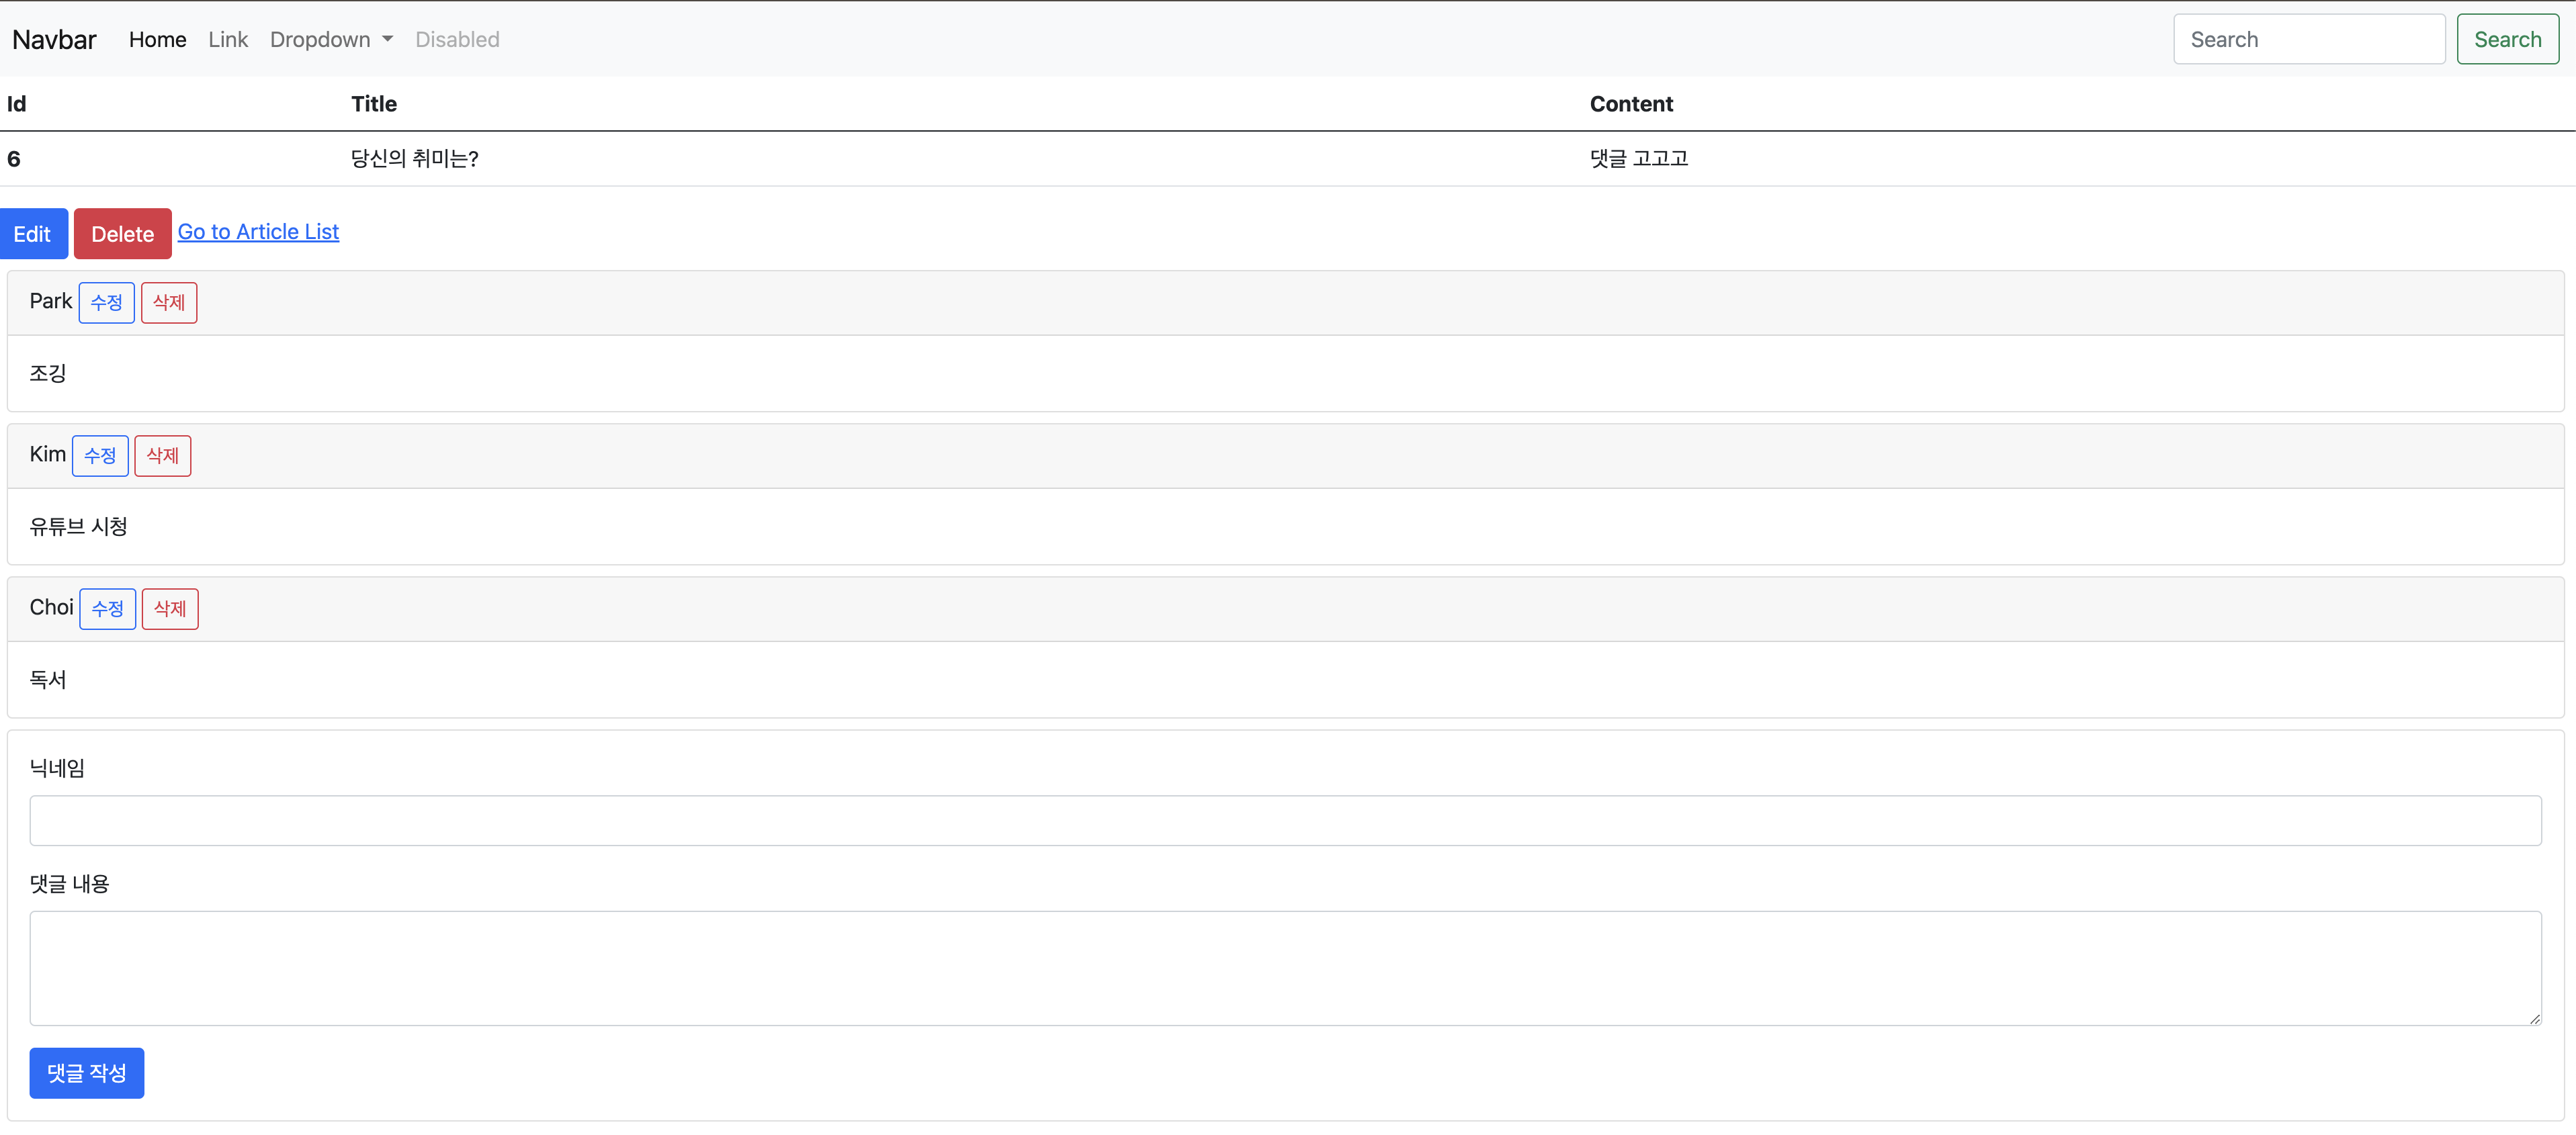 Navbar Home Link Dropdown Disabled Search Search
Id Title Content
6 당신의 취미는? 댓글 고고고
Edit Delete Go to Article List
Park 수정 삭제
조깅
Kim 수정 삭제
유튜브 시청
Choi 수정 삭제
독서
닉네임
댓글 내용
댓글 작성